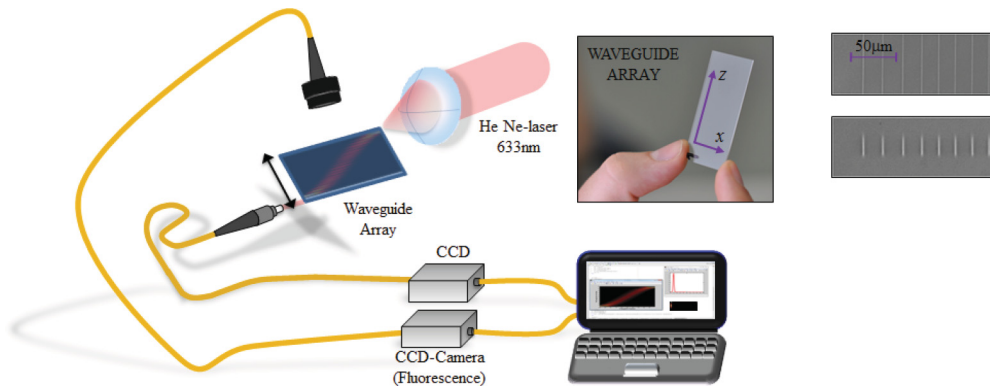 He Ne-laser
633nm
Waveguide
Array
WAVEGUIDE
ARRAY
z
x
50μm
CCD
CCD-Camera
(Fluorescence)